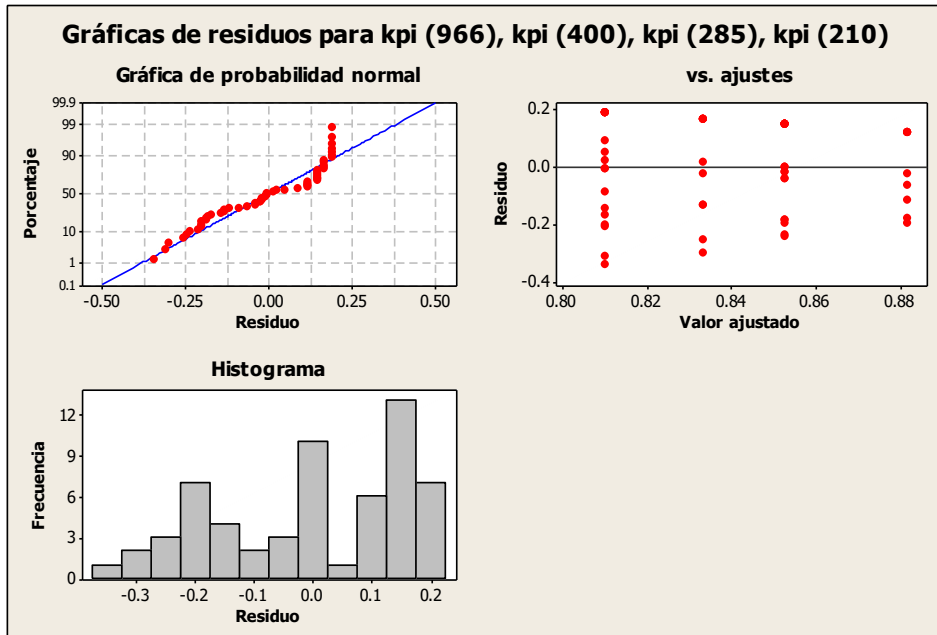 Gráficas de residuos para kpi (966), kpi (400), kpi (285), kpi (210)
Gráfica de probabilidad normal
99.9
99
90
50
10
1
0.1
Porcentaje
-0.50 -0.25 0.00 0.25 0.50
Residuo
vs. ajustes
0.2
0.0
-0.2
-0.4
Residuo
0.80 0.82 0.84 0.86 0.88
Valor ajustado
Histograma
12
9
6
3
0
Frecuencia
-0.3 -0.2 -0.1 0.0 0.1 0.2
Residuo